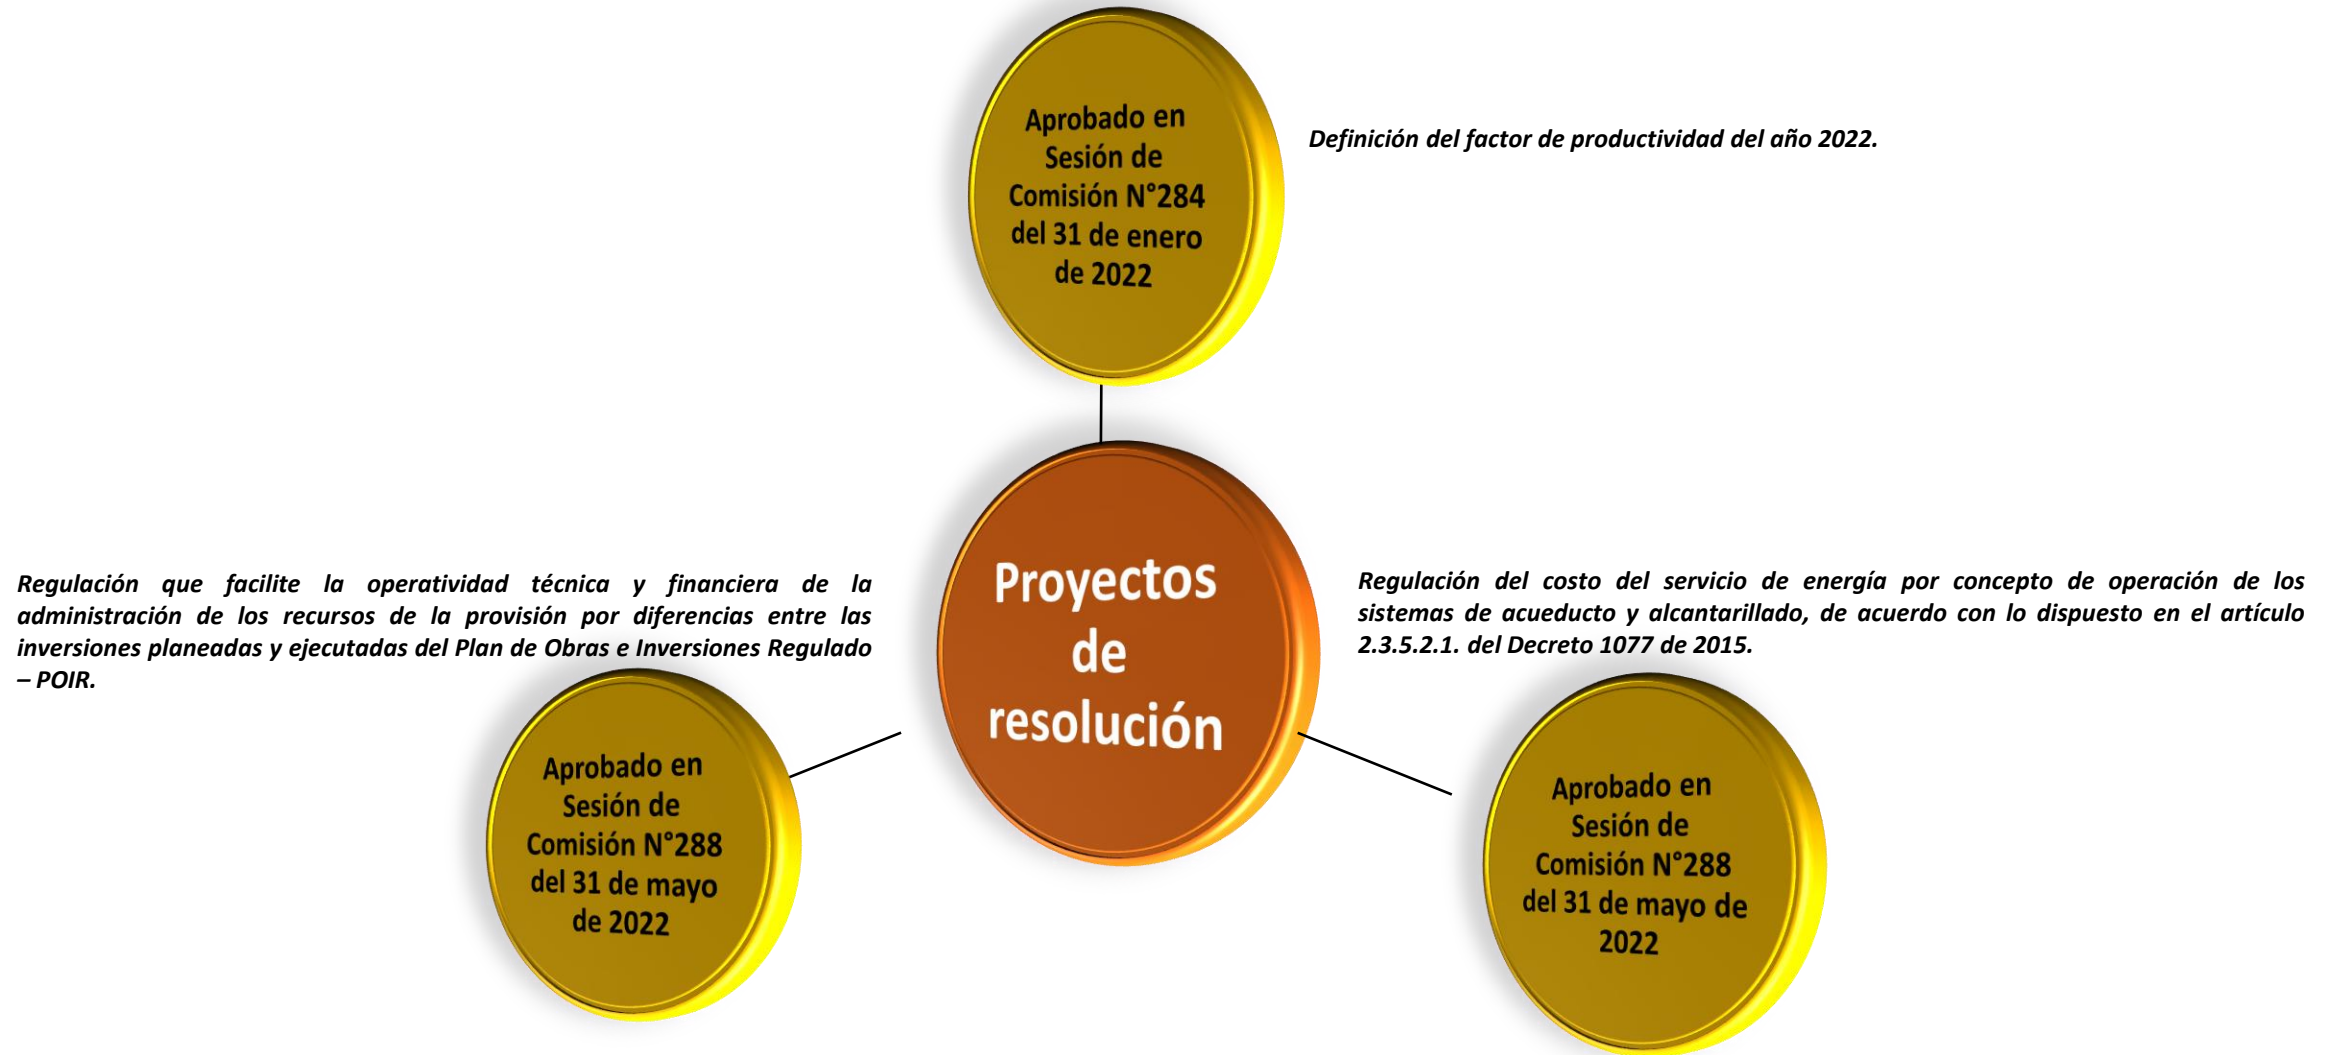 Aprobado en
Sesión de
Comisión N°284
del 31 de enero
de 2022
Definición del factor de productividad del año 2022.
Proyectos
de
resolución
Regulación que facilite la operatividad técnica y financiera de la
administración de los recursos de la provisión por diferencias entre las
inversiones planeadas y ejecutadas del Plan de Obras e Inversiones Regulado
– POIR.
Aprobado en
Sesión de
Comisión N°288
del 31 de mayo
de 2022
Regulación del costo del servicio de energía por concepto de operación de los
sistemas de acueducto y alcantarillado, de acuerdo con lo dispuesto en el artículo
2.3.5.2.1. del Decreto 1077 de 2015.
Aprobado en
Sesión de
Comisión N°288
del 31 de mayo de
2022